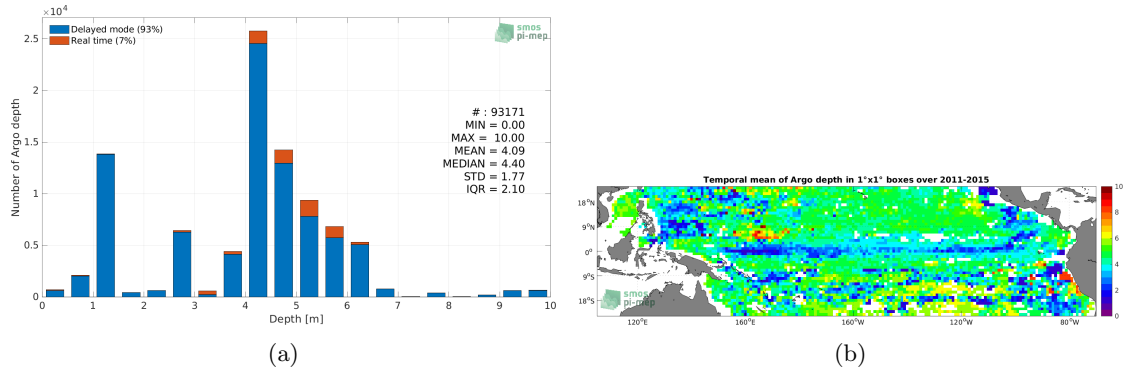 ×10⁴
Delayed mode (93%)
Real time (7%)
smos
pi-mep
2.5
2
1.5
1
0.5
0
Number of Argo depth
# : 93171
MIN = 0.00
MAX = 10.00
MEAN = 4.09
MEDIAN = 4.40
STD = 1.77
IQR = 2.10
0 1 2 3 4 5 6 7 8 9 10
Depth [m]
(a)
Temporal mean of Argo depth in 1°x1° boxes over 2011-2015
18°N
9°N
0°
9°S
18°S
120°E 160°E 160°W 120°W 80°W
10
8
6
4
2
0
smos
pi-mep
(b)